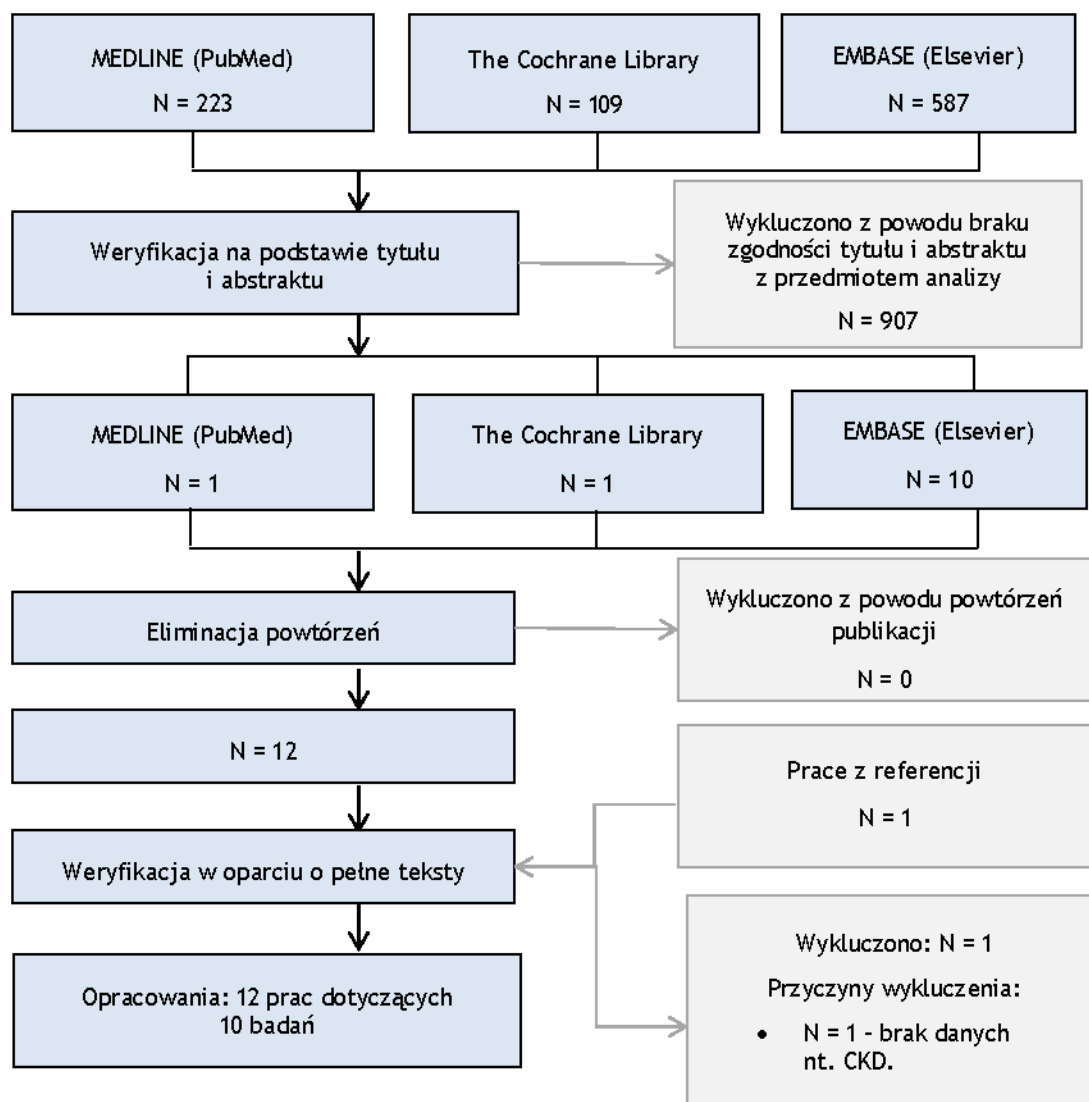 MEDLINE (PubMed)
N = 223
The Cochrane Library
N = 109
EMBASE (Elsevier)
N = 587
Weryfikacja na podstawie tytułu
i abstraktu
Wykluczono z powodu braku
zgodności tytułu i abstraktu
z przedmiotem analizy
N = 907
MEDLINE (PubMed)
N = 1
The Cochrane Library
N = 1
EMBASE (Elsevier)
N = 10
Eliminacja powtórzeń
Wykluczono z powodu powtórzeń
publikacji
N = 0
N = 12
Prace z referencji
N = 1
Weryfikacja w oparciu o pełne teksty
Wykluczono: N = 1
Przyczyny wykluczenia:
• N = 1 - brak danych
nt. CKD.
Opracowania: 12 prac dotyczących
10 badań